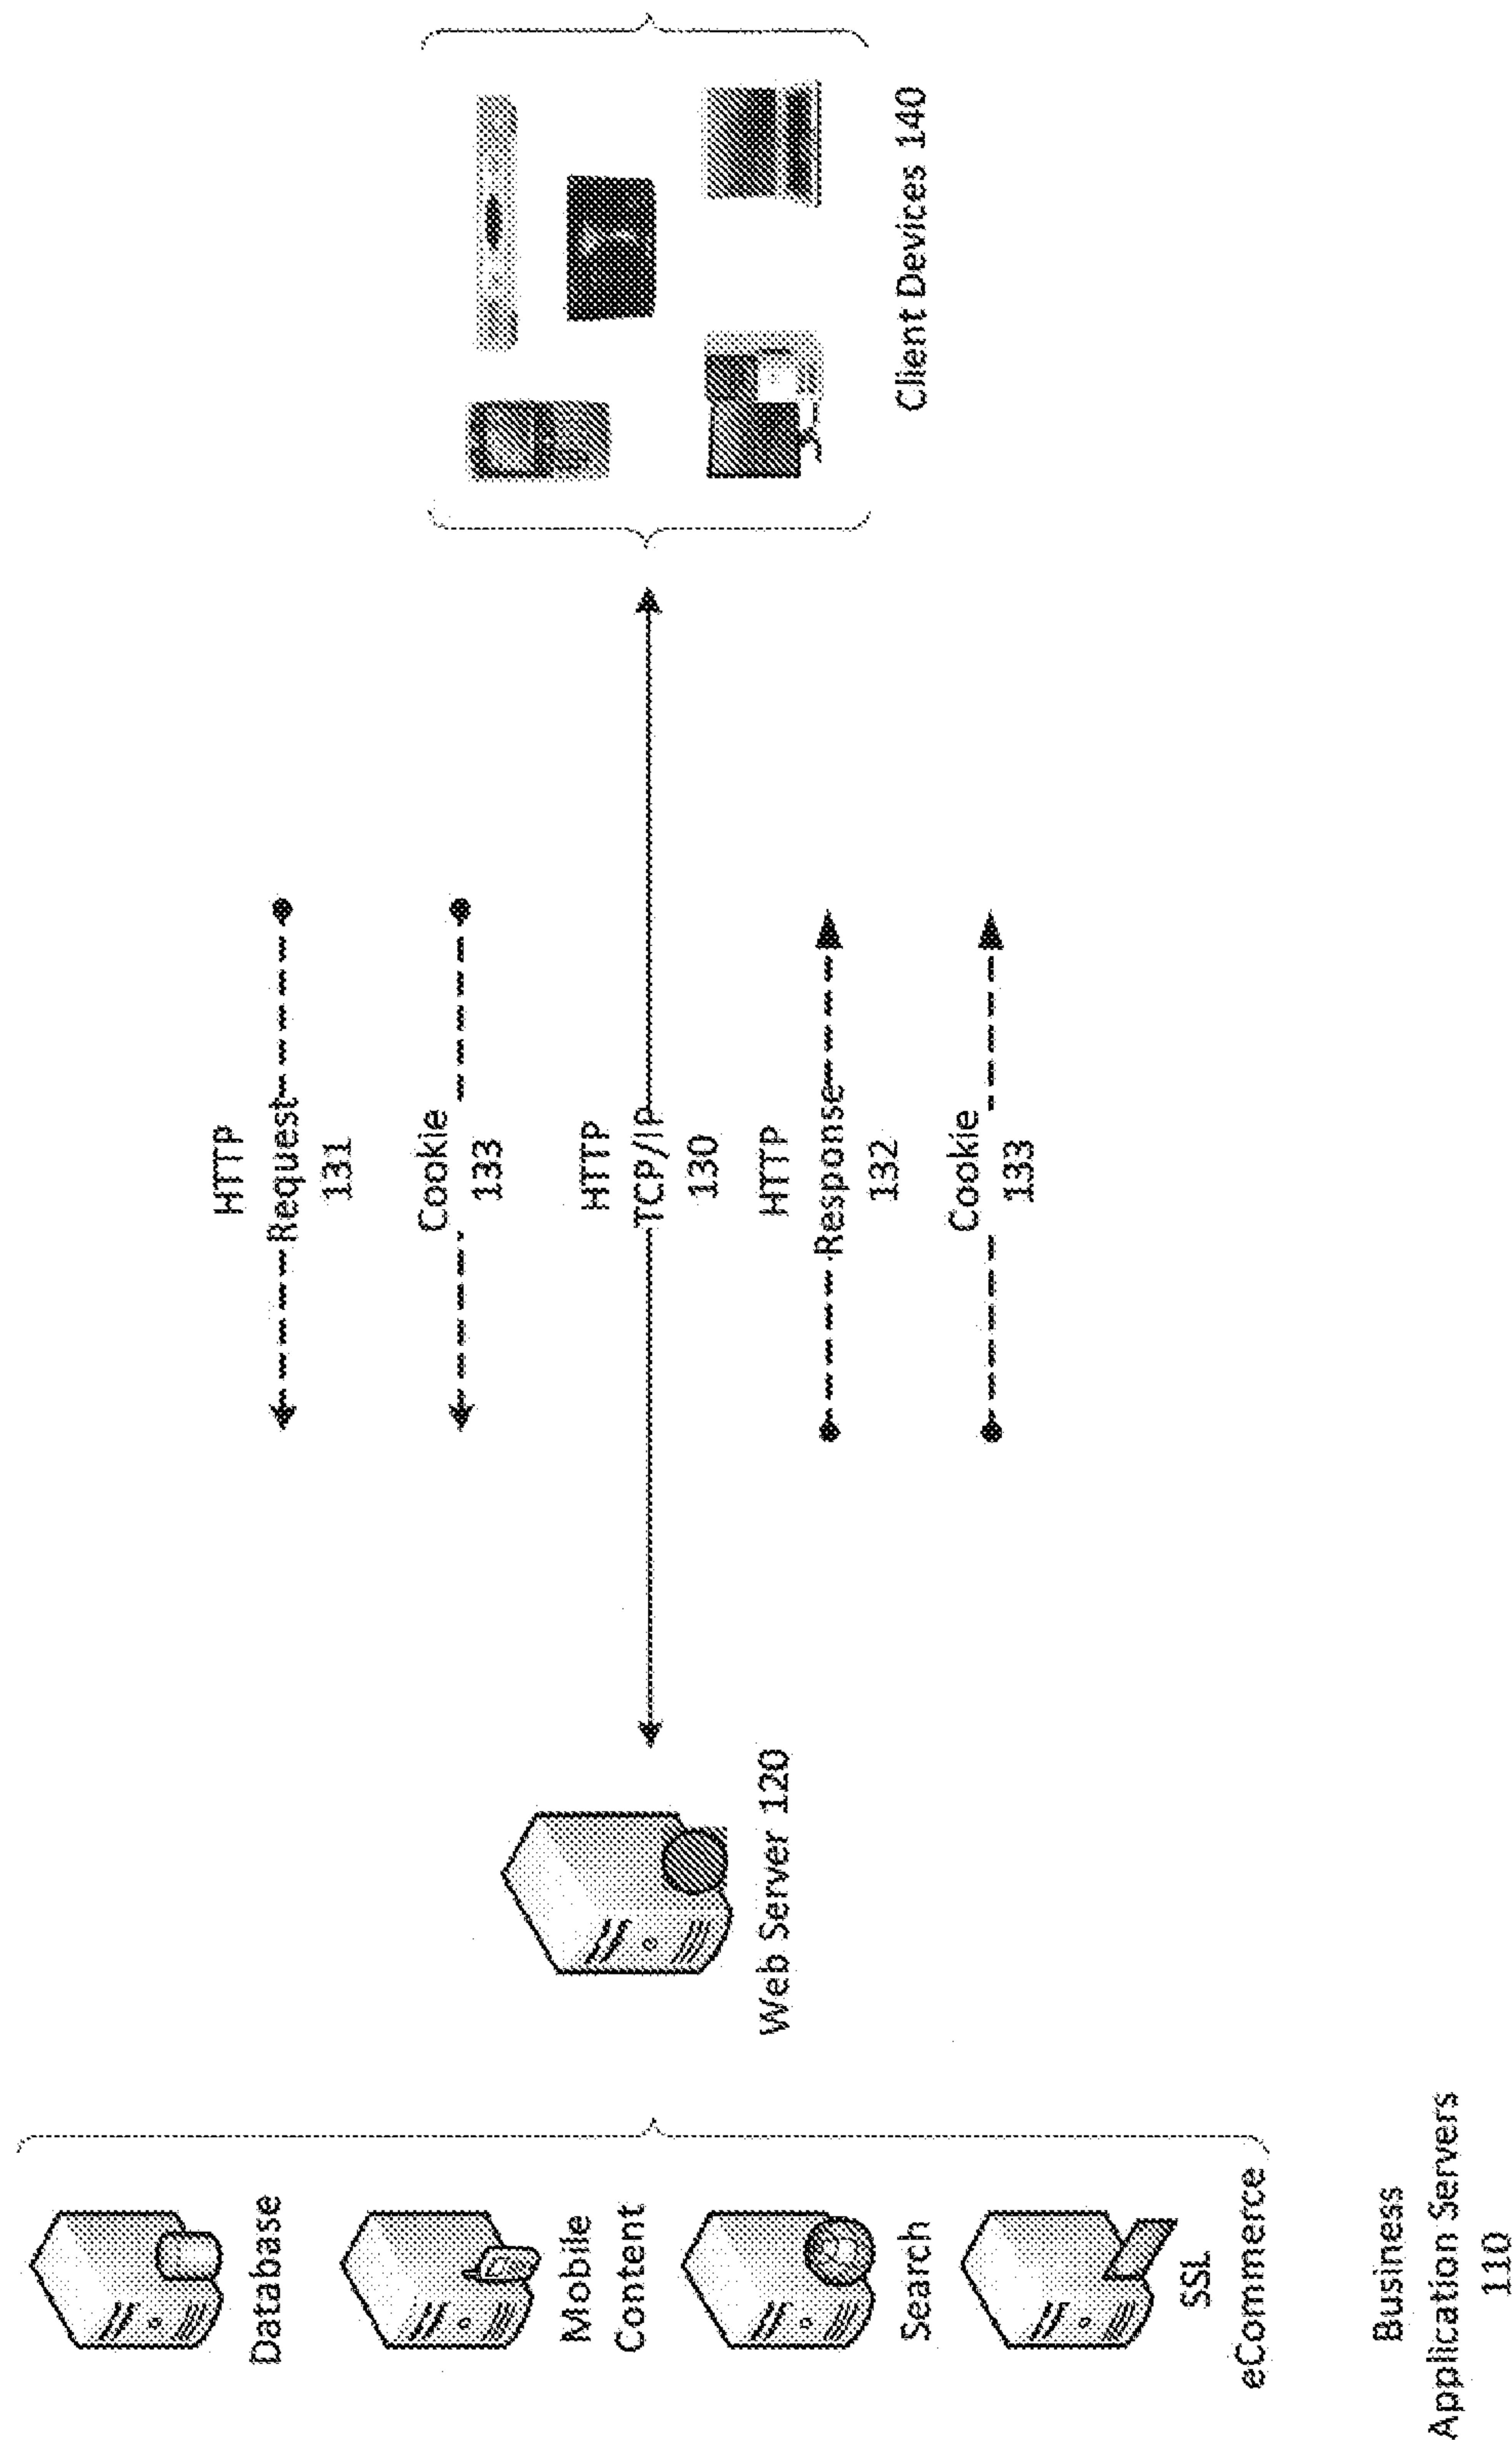 Database
Mobile
Content
Search
SSL
eCommerce
Business
Application Servers
110
Web Server 120
HTTP
Request
131
Cookie
133
HTTP
TCP/IP
130
HTTP
Response
132
Cookie
133
Client Devices 140